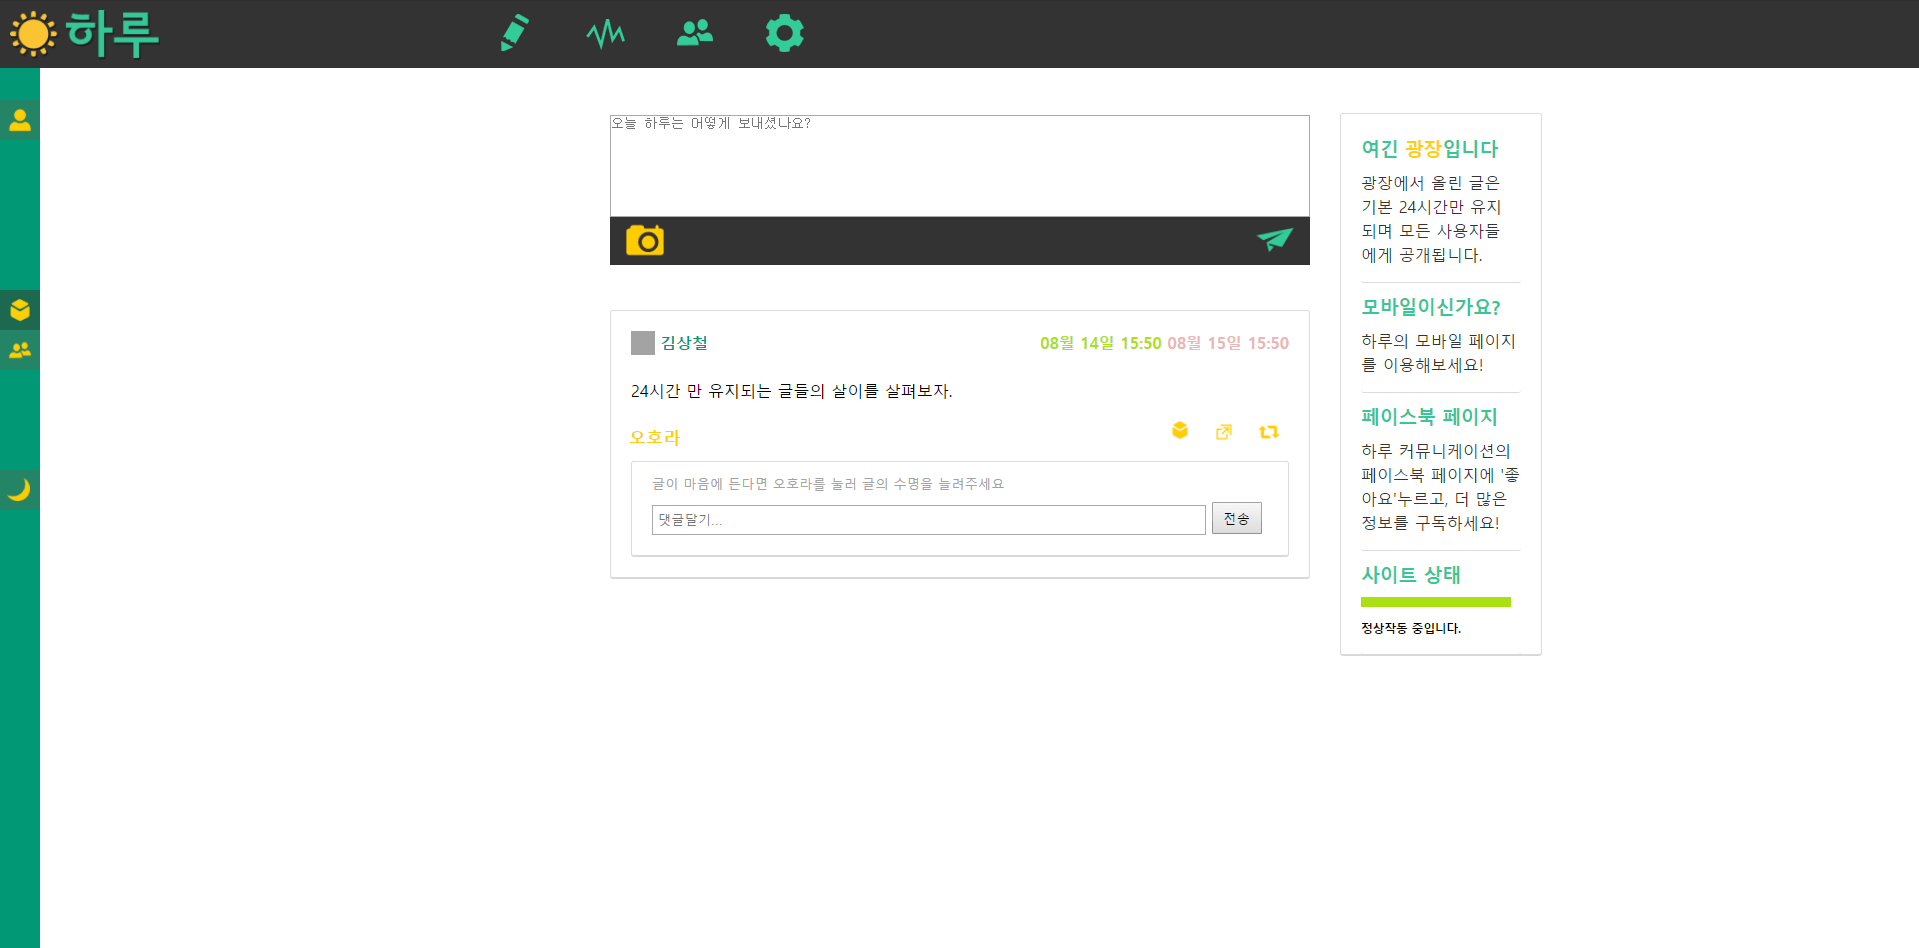 하루
오늘 하루는 어떻게 보내셨나요?
김상철
08월 14일 15:50 08월 15일 15:50
24시간 만 유지되는 글들의 살이를 살펴보자.
오호라
글이 마음에 든다면 오호라를 눌러 글의 수명을 늘려주세요
댓글달기...
전송
여긴 광장입니다
광장에서 올린 글은
기본 24시간만 유지
되며 모든 사용자들
에게 공개됩니다.
모바일이신가요?
하루의 모바일 페이지
를 이용해보세요!
페이스북 페이지
하루 커뮤니케이션의
페이스북 페이지에 '좋
아요'누르고, 더 많은
정보를 구독하세요!
사이트 상태
정상작동 중입니다.